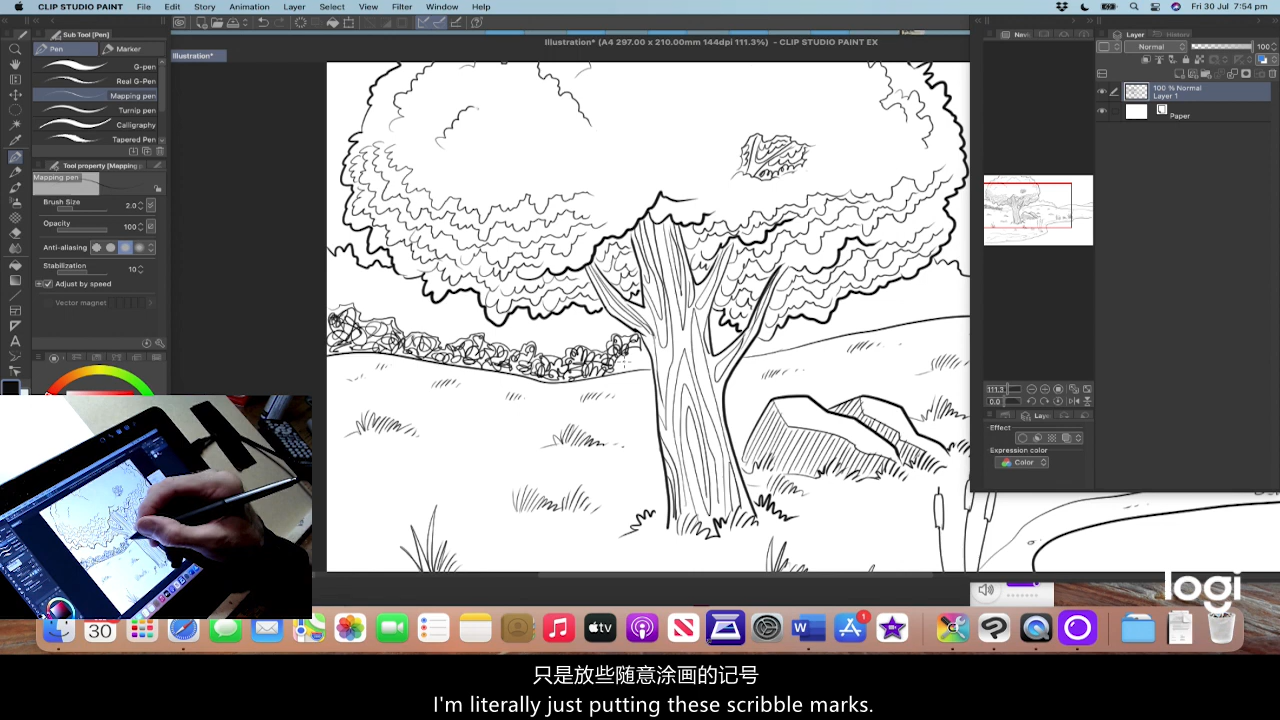 CLIP STUDIO PAINT File Edit Story Animation Layer Select View Filter Window Help Fri 30 Jul 7:54 pm
Illustration* (A4 297.00 x 210.00mm 144dpi 111.3%) - CLIP STUDIO PAINT EX
Sub Tool [Pen]
Pen Marker
Illustration*
G-pen
Real G-Pen
Mapping pen
Turnip pen
Calligraphy
Tapered Pen
Tool property [Mapping p
Mapping pen
Brush Size 2.0
Opacity 100
Anti-aliasing
Stabilization 10
Adjust by speed
Vector magnet
Layer History
Normal 100
100 % Normal
Layer 1
Paper
111.3
0.0
Effect
Expression color
Color
logi
30
tv
W
1
只是放些随意涂画的记号
I'm literally just putting these scribble marks.